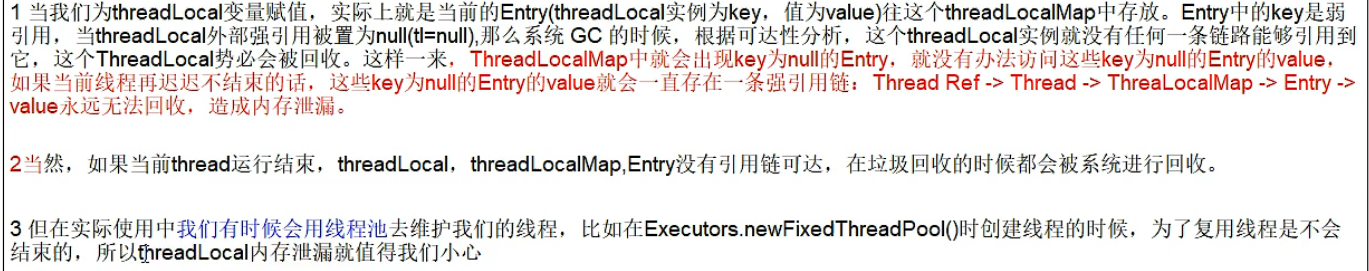 1 当我们为threadLocal变量赋值，实际上就是当前的Entry(threadLocal实例为key，值为value)往这个threadLocalMap中存放。Entry中的key是弱
引用，当threadLocal外部强引用被置为null(tl=null),那么系统 GC 的时候，根据可达性分析，这个threadLocal实例就没有任何一条链路能够引用到
它，这个ThreadLocal势必会被回收。这样一来，ThreadLocalMap中就会出现key为null的Entry，就没有办法访问这些key为null的Entry的value，
如果当前线程再迟迟不结束的话，这些key为null的Entry的value就会一直存在一条强引用链：Thread Ref -> Thread -> ThreaLocalMap -> Entry ->
value永远无法回收，造成内存泄漏。
2当然，如果当前thread运行结束，threadLocal，threadLocalMap,Entry没有引用链可达，在垃圾回收的时候都会被系统进行回收。
3 但在实际使用中我们有时候会用线程池去维护我们的线程，比如在Executors.newFixedThreadPool()时创建线程的时候，为了复用线程是不会
结束的，所以threadLocal内存泄漏就值得我们小心